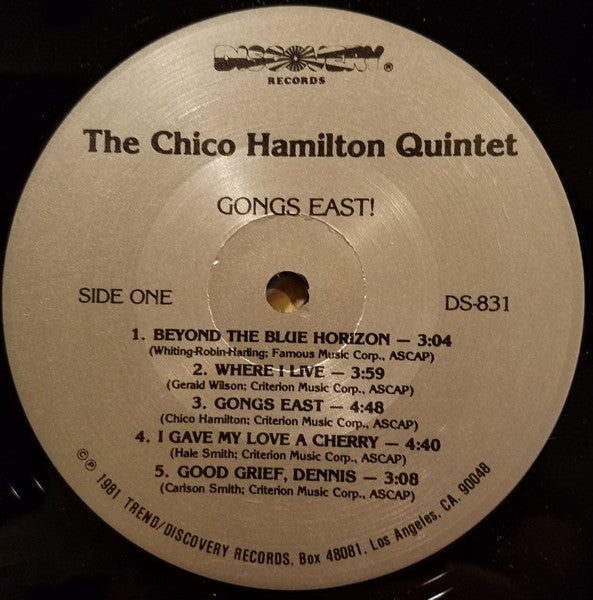 DISCOVERY ®
RECORDS
The Chico Hamilton Quintet
GONGS EAST!
SIDE ONE
DS-831
1. BEYOND THE BLUE HORIZON — 3:04
(Whiting-Robin-Harling; Famous Music Corp., ASCAP)
2. WHERE I LIVE — 3:59
(Gerald Wilson; Criterion Music Corp., ASCAP)
3. GONGS EAST — 4:48
(Chico Hamilton; Criterion Music Corp., ASCAP)
4. I GAVE MY LOVE A CHERRY — 4:40
(Hale Smith; Criterion Music Corp., ASCAP)
5. GOOD GRIEF, DENNIS — 3:08
(Carlson Smith; Criterion Music Corp., ASCAP)
©℗ 1981 TREND/DISCOVERY RECORDS, Box 48081, Los Angeles, CA. 90048